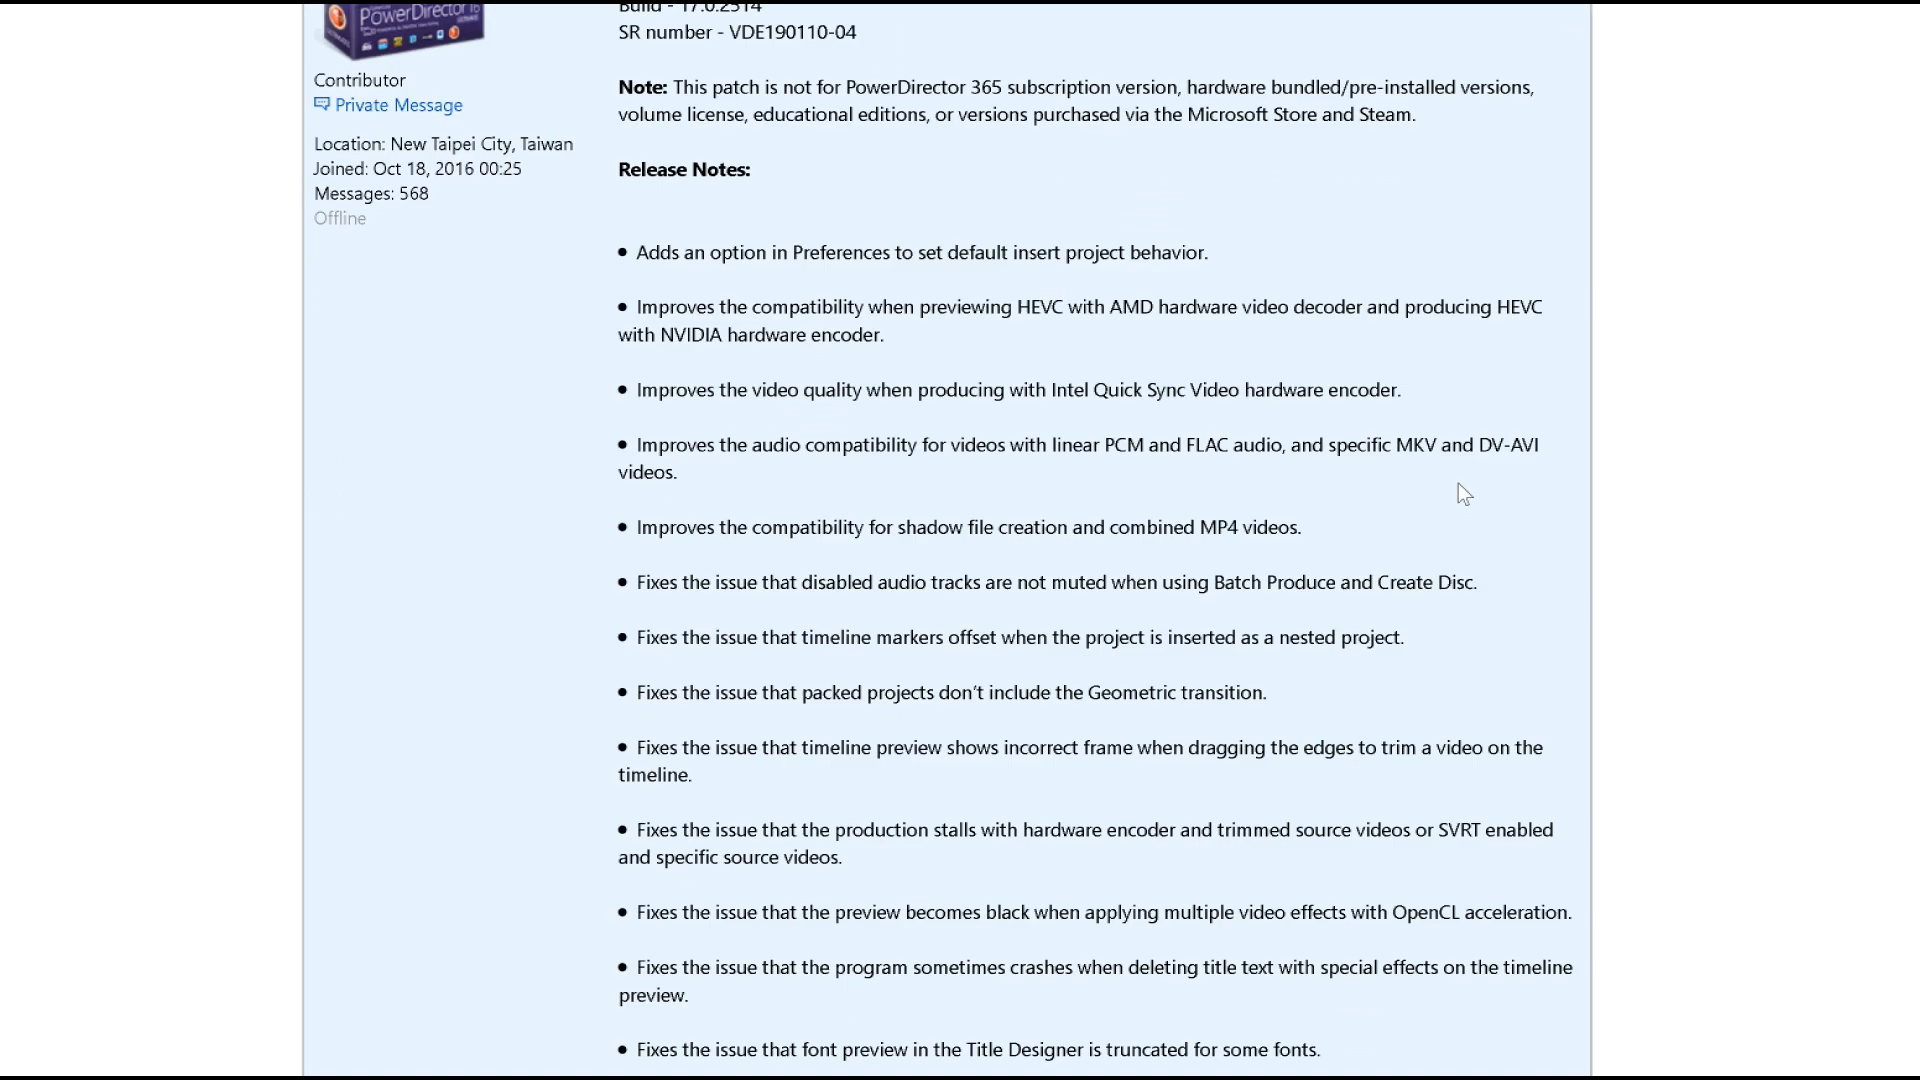 PowerDirector 16
Build - 17.0.2514
SR number - VDE190110-04
Contributor
Private Message
Location: New Taipei City, Taiwan
Joined: Oct 18, 2016 00:25
Messages: 568
Offline
Note: This patch is not for PowerDirector 365 subscription version, hardware bundled/pre-installed versions,
volume license, educational editions, or versions purchased via the Microsoft Store and Steam.
Release Notes:
● Adds an option in Preferences to set default insert project behavior.
● Improves the compatibility when previewing HEVC with AMD hardware video decoder and producing HEVC
with NVIDIA hardware encoder.
● Improves the video quality when producing with Intel Quick Sync Video hardware encoder.
● Improves the audio compatibility for videos with linear PCM and FLAC audio, and specific MKV and DV-AVI
videos.
● Improves the compatibility for shadow file creation and combined MP4 videos.
● Fixes the issue that disabled audio tracks are not muted when using Batch Produce and Create Disc.
● Fixes the issue that timeline markers offset when the project is inserted as a nested project.
● Fixes the issue that packed projects don’t include the Geometric transition.
● Fixes the issue that timeline preview shows incorrect frame when dragging the edges to trim a video on the
timeline.
● Fixes the issue that the production stalls with hardware encoder and trimmed source videos or SVRT enabled
and specific source videos.
● Fixes the issue that the preview becomes black when applying multiple video effects with OpenCL acceleration.
● Fixes the issue that the program sometimes crashes when deleting title text with special effects on the timeline
preview.
● Fixes the issue that font preview in the Title Designer is truncated for some fonts.